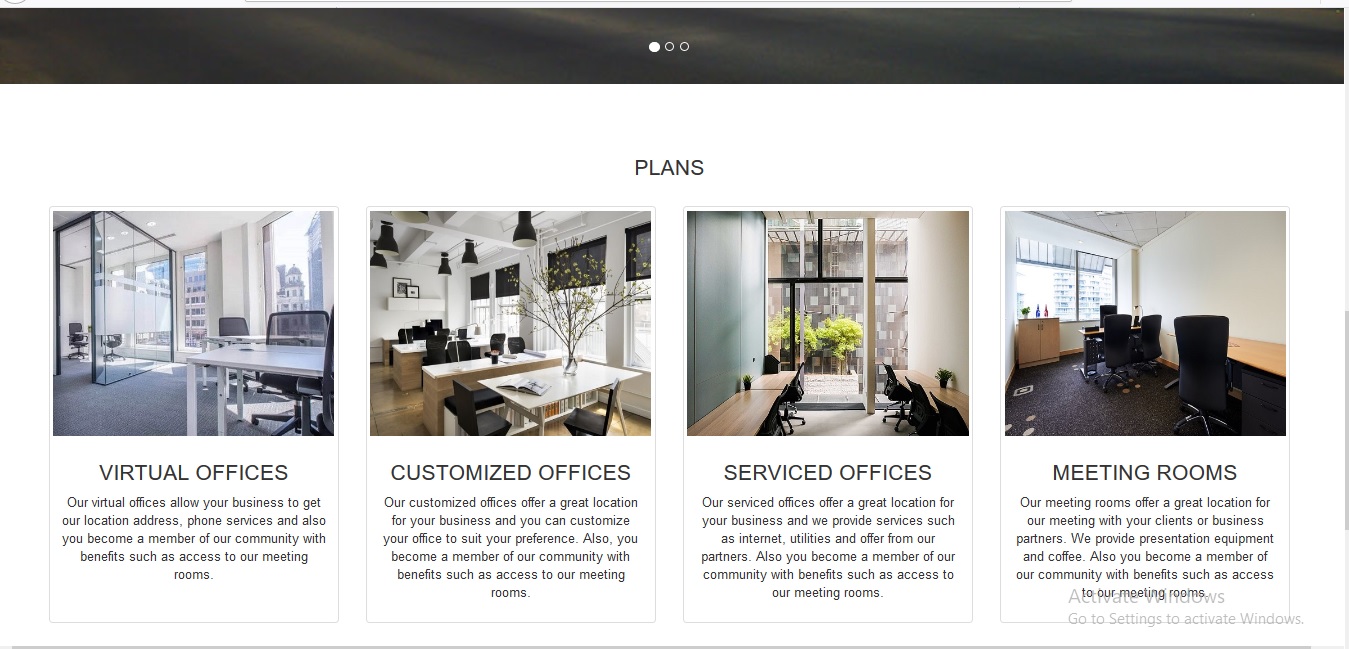 PLANS
VIRTUAL OFFICES
Our virtual offices allow your business to get
our location address, phone services and also
you become a member of our community with
benefits such as access to our meeting
rooms.
CUSTOMIZED OFFICES
Our customized offices offer a great location
for your business and you can customize
your office to suit your preference. Also, you
become a member of our community with
benefits such as access to our meeting
rooms.
SERVICED OFFICES
Our serviced offices offer a great location for
your business and we provide services such
as internet, utilities and offer from our
partners. Also you become a member of our
community with benefits such as access to
our meeting rooms.
MEETING ROOMS
Our meeting rooms offer a great location for
our meeting with your clients or business
partners. We provide presentation equipment
and coffee. Also you become a member of
our community with benefits such as access
to our meeting rooms.
Activate Windows
Go to Settings to activate Windows.